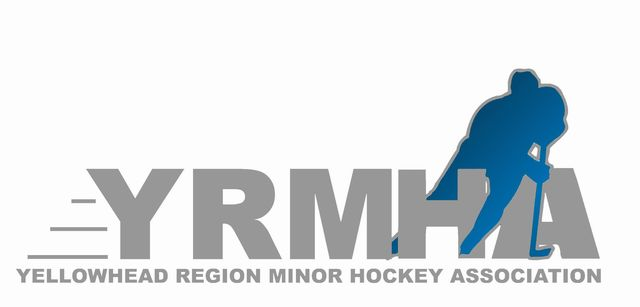 YRMHA
YELLOWHEAD REGION MINOR HOCKEY ASSOCIATION